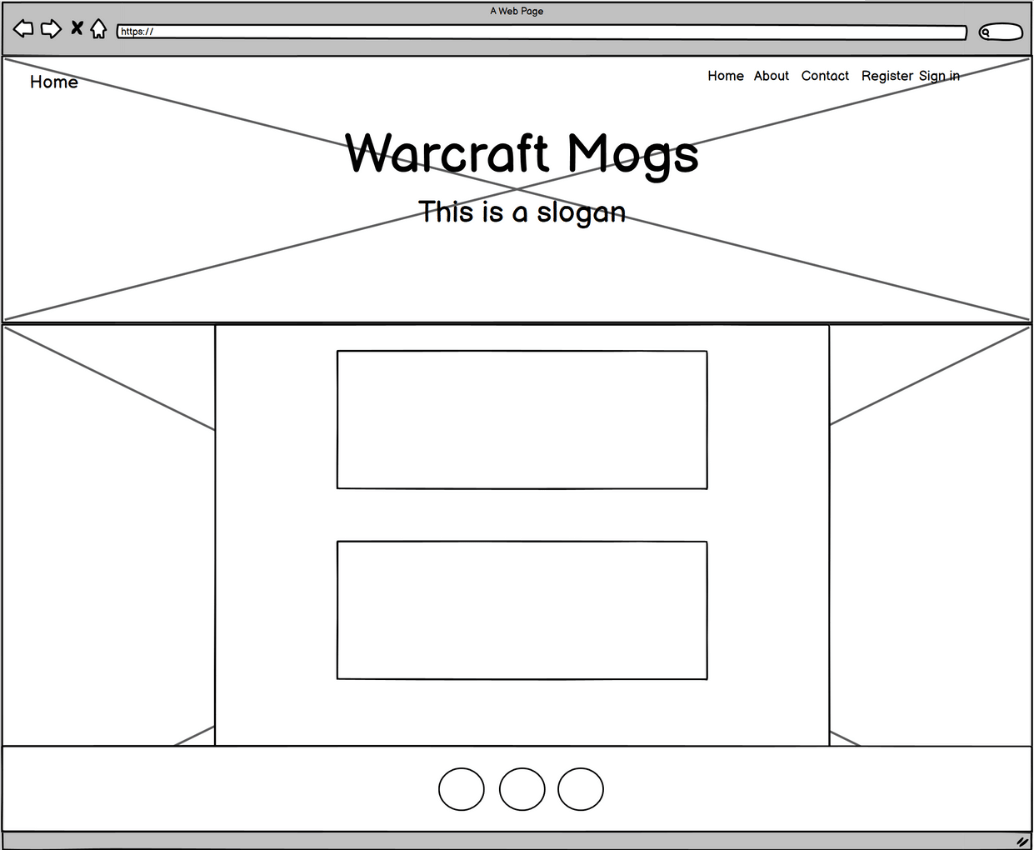 A Web Page
https://
Home
Home About Contact Register Sign in
Warcraft Mogs
This is a slogan